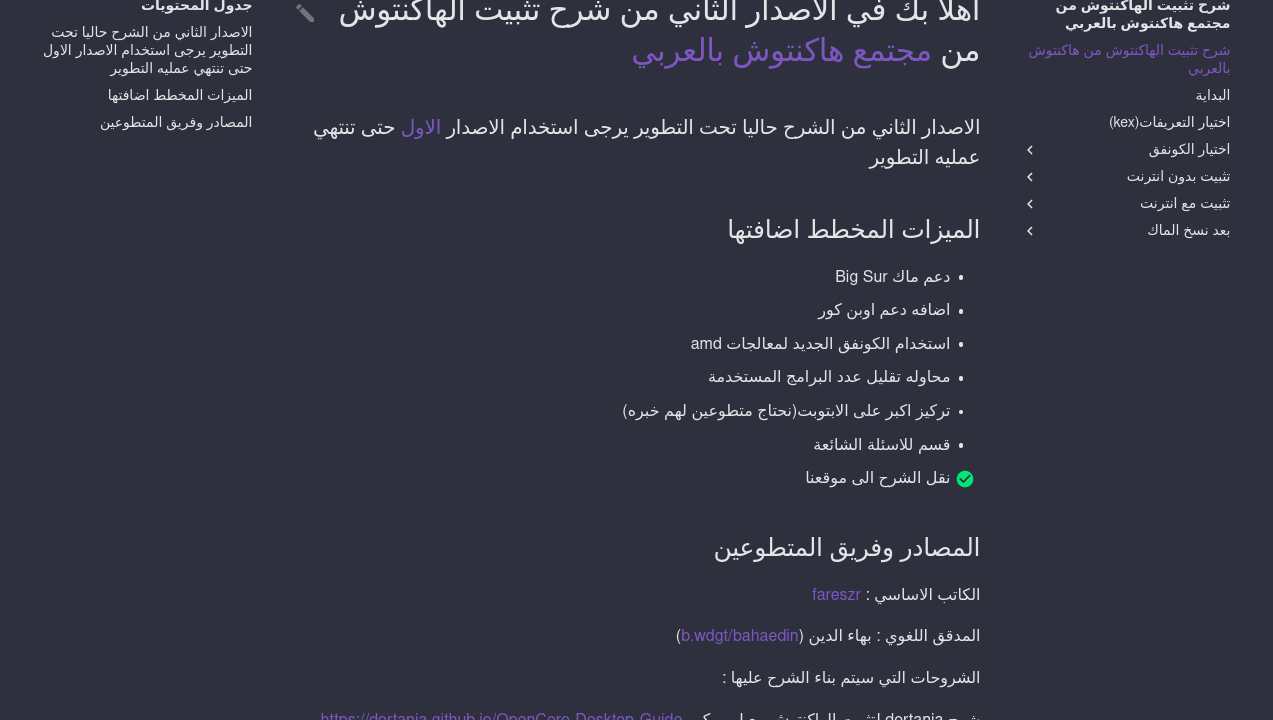 شرح تثبيت الهاكنتوش من
مجتمع هاكنتوش بالعربي
شرح تثبيت الهاكنتوش من هاكنتوش
بالعربي
البداية
اختيار التعريفات(kex)
اختيار الكونفق
تثبيت بدون انترنت
تثبيت مع انترنت
بعد نسخ الماك
اهلا بك في الاصدار الثاني من شرح تثبيت الهاكنتوش
من مجتمع هاكنتوش بالعربي
الاصدار الثاني من الشرح حاليا تحت التطوير يرجى استخدام الاصدار الاول حتى تنتهي
عمليه التطوير
الميزات المخطط اضافتها
• دعم ماك Big Sur
• اضافه دعم اوبن كور
• استخدام الكونفق الجديد لمعالجات amd
• محاوله تقليل عدد البرامج المستخدمة
• تركيز اكبر على الابتوبت(نحتاج متطوعين لهم خبره)
• قسم للاسئلة الشائعة
نقل الشرح الى موقعنا
المصادر وفريق المتطوعين
الكاتب الاساسي : fareszr
المدقق اللغوي : بهاء الدين (b.wdgt/bahaedin)
الشروحات التي سيتم بناء الشرح عليها :
شرح dortania لتثبيت الهاكنتوش https://dortania.github.io/OpenCore-Desktop-Guide
جدول المحتويات
الاصدار الثاني من الشرح حاليا تحت
التطوير يرجى استخدام الاصدار الاول
حتى تنتهي عمليه التطوير
الميزات المخطط اضافتها
المصادر وفريق المتطوعين